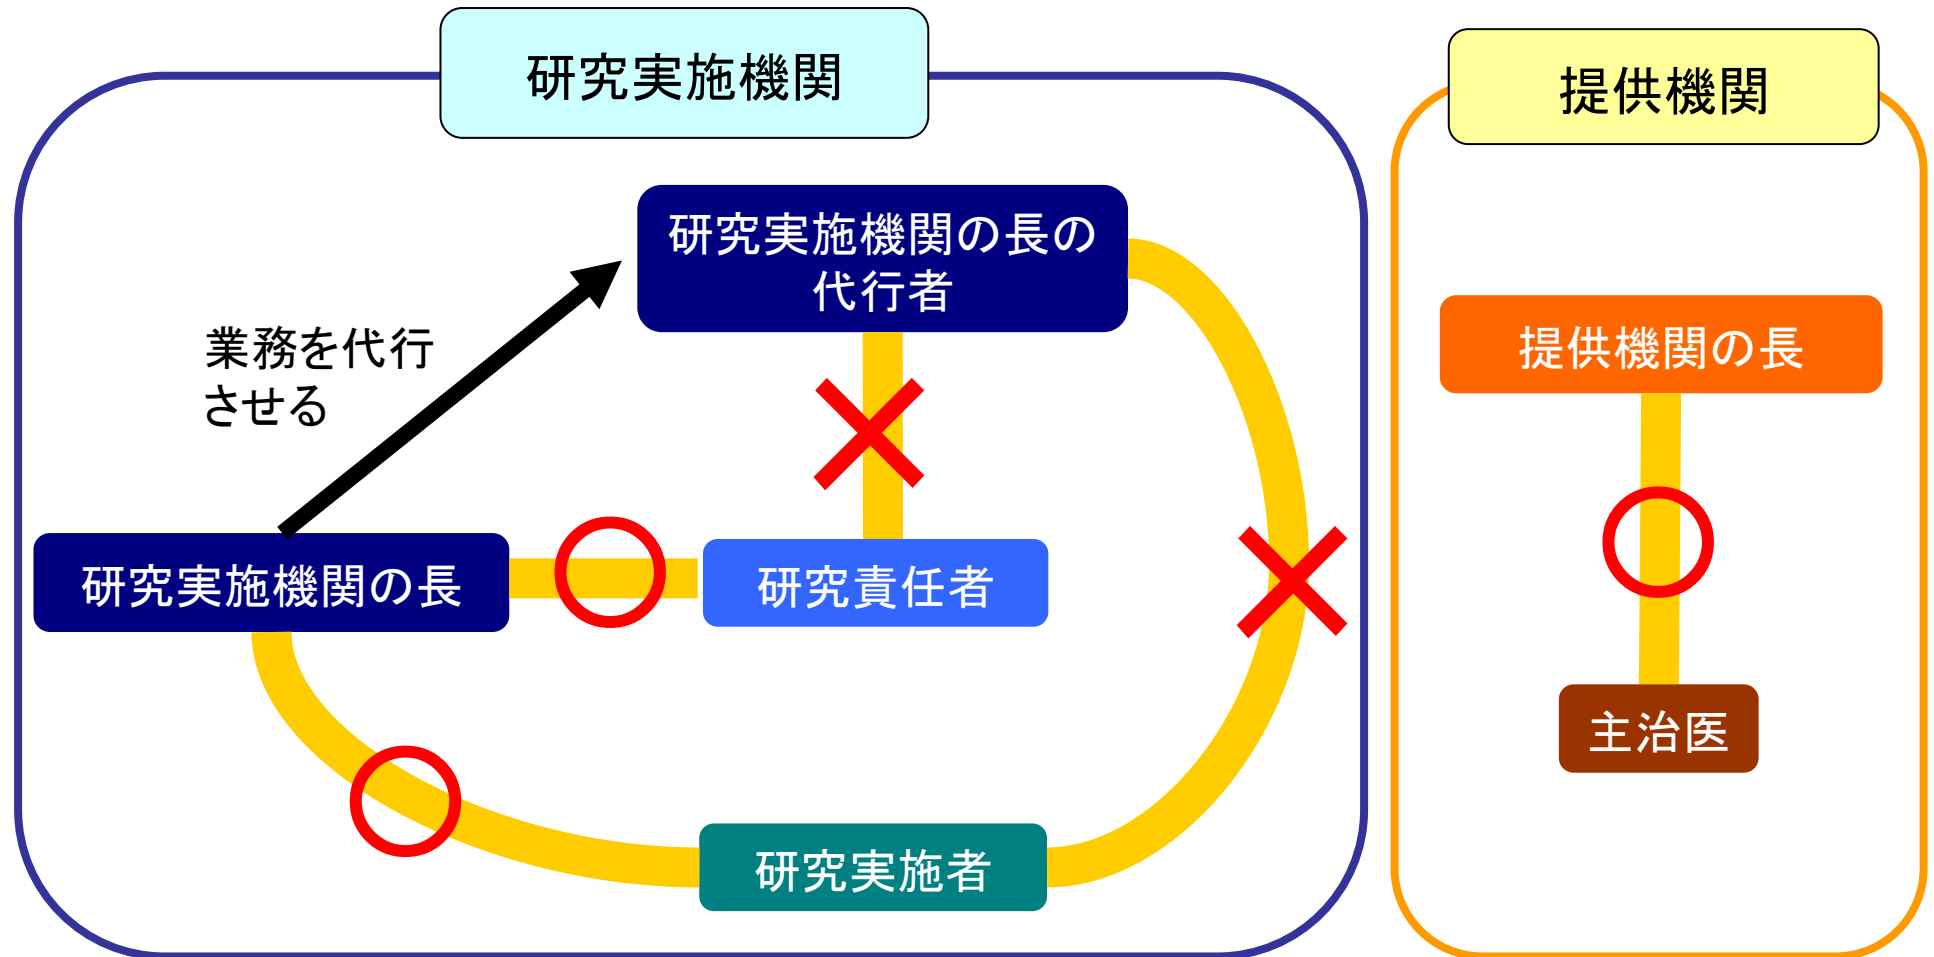 研究実施機関
提供機関
研究実施機関の長の
代行者
業務を代行
させる
提供機関の長
研究実施機関の長
研究責任者
主治医
研究実施者